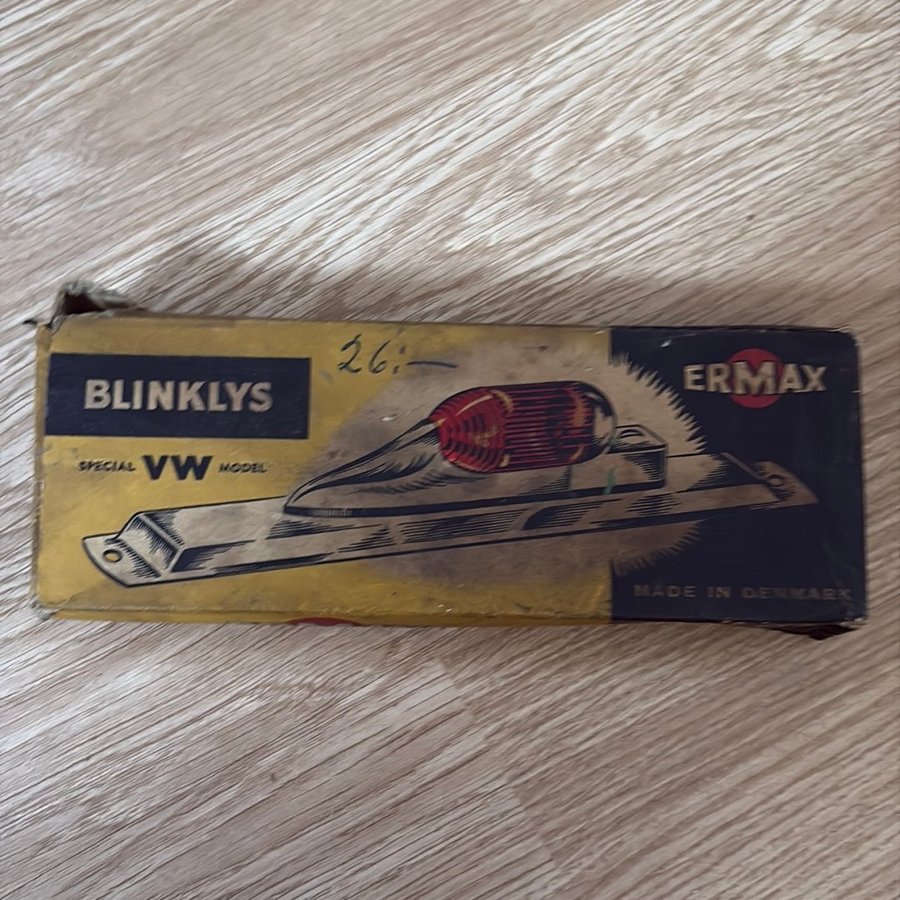 BLINKLYS
26:—
ERMAX
SPECIAL VW MODEL
MADE IN DENMARK